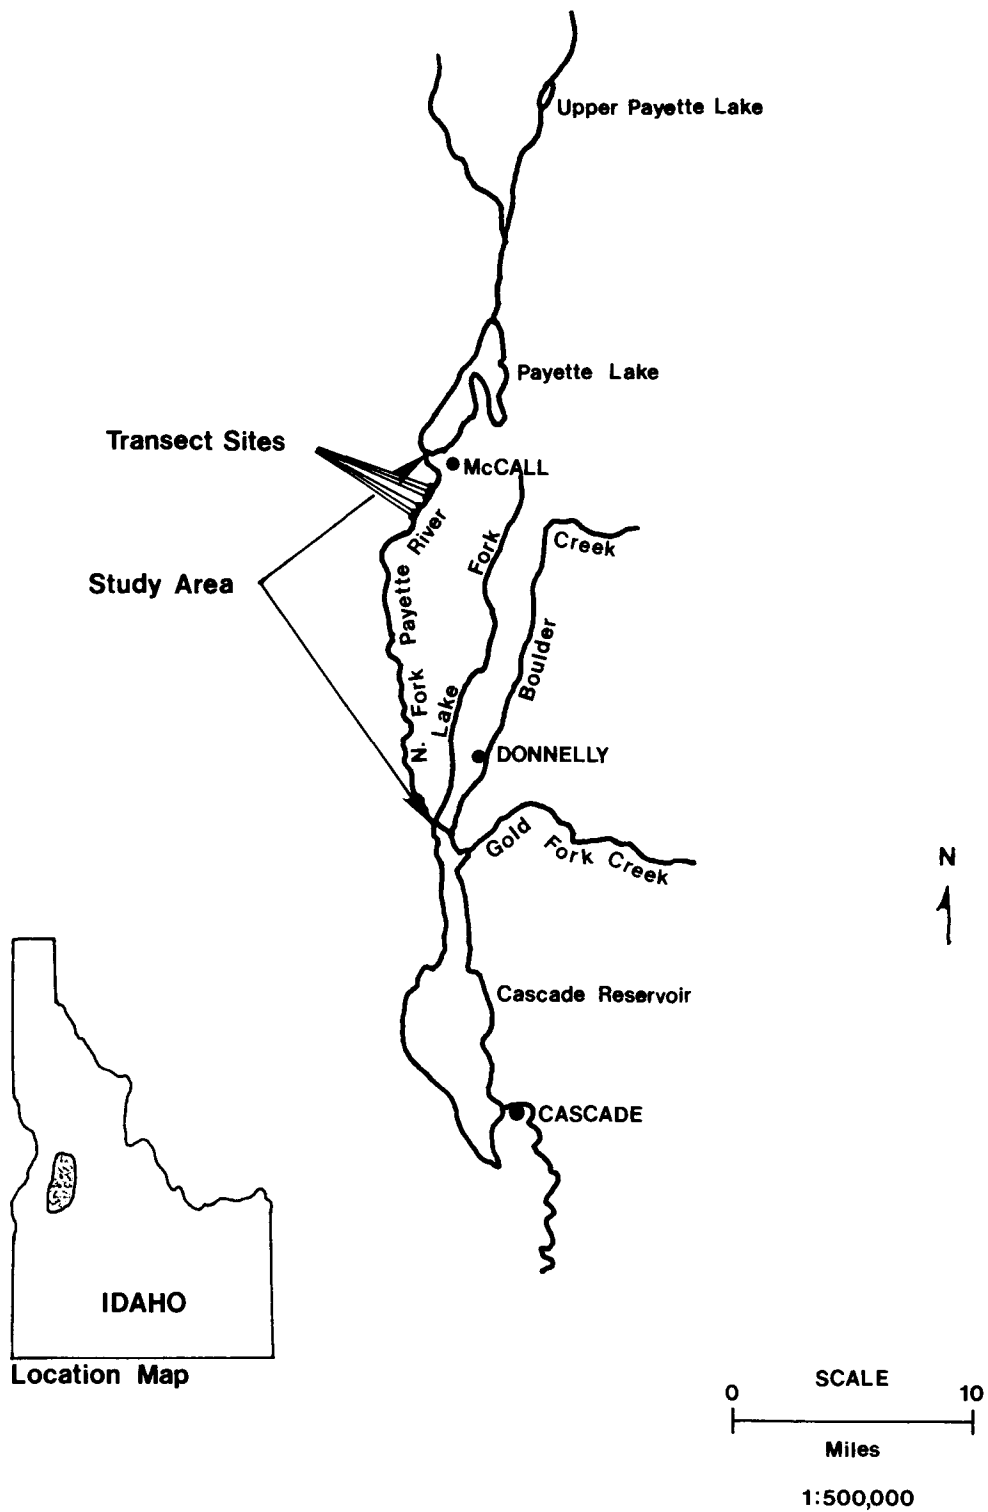 Upper Payette Lake
Payette Lake
Transect Sites
McCALL
N. Fork Payette River
Lake Fork
Boulder Creek
Study Area
DONNELLY
Gold Fork Creek
N
Cascade Reservoir
CASCADE
IDAHO
Location Map
SCALE
0 10
Miles
1:500,000